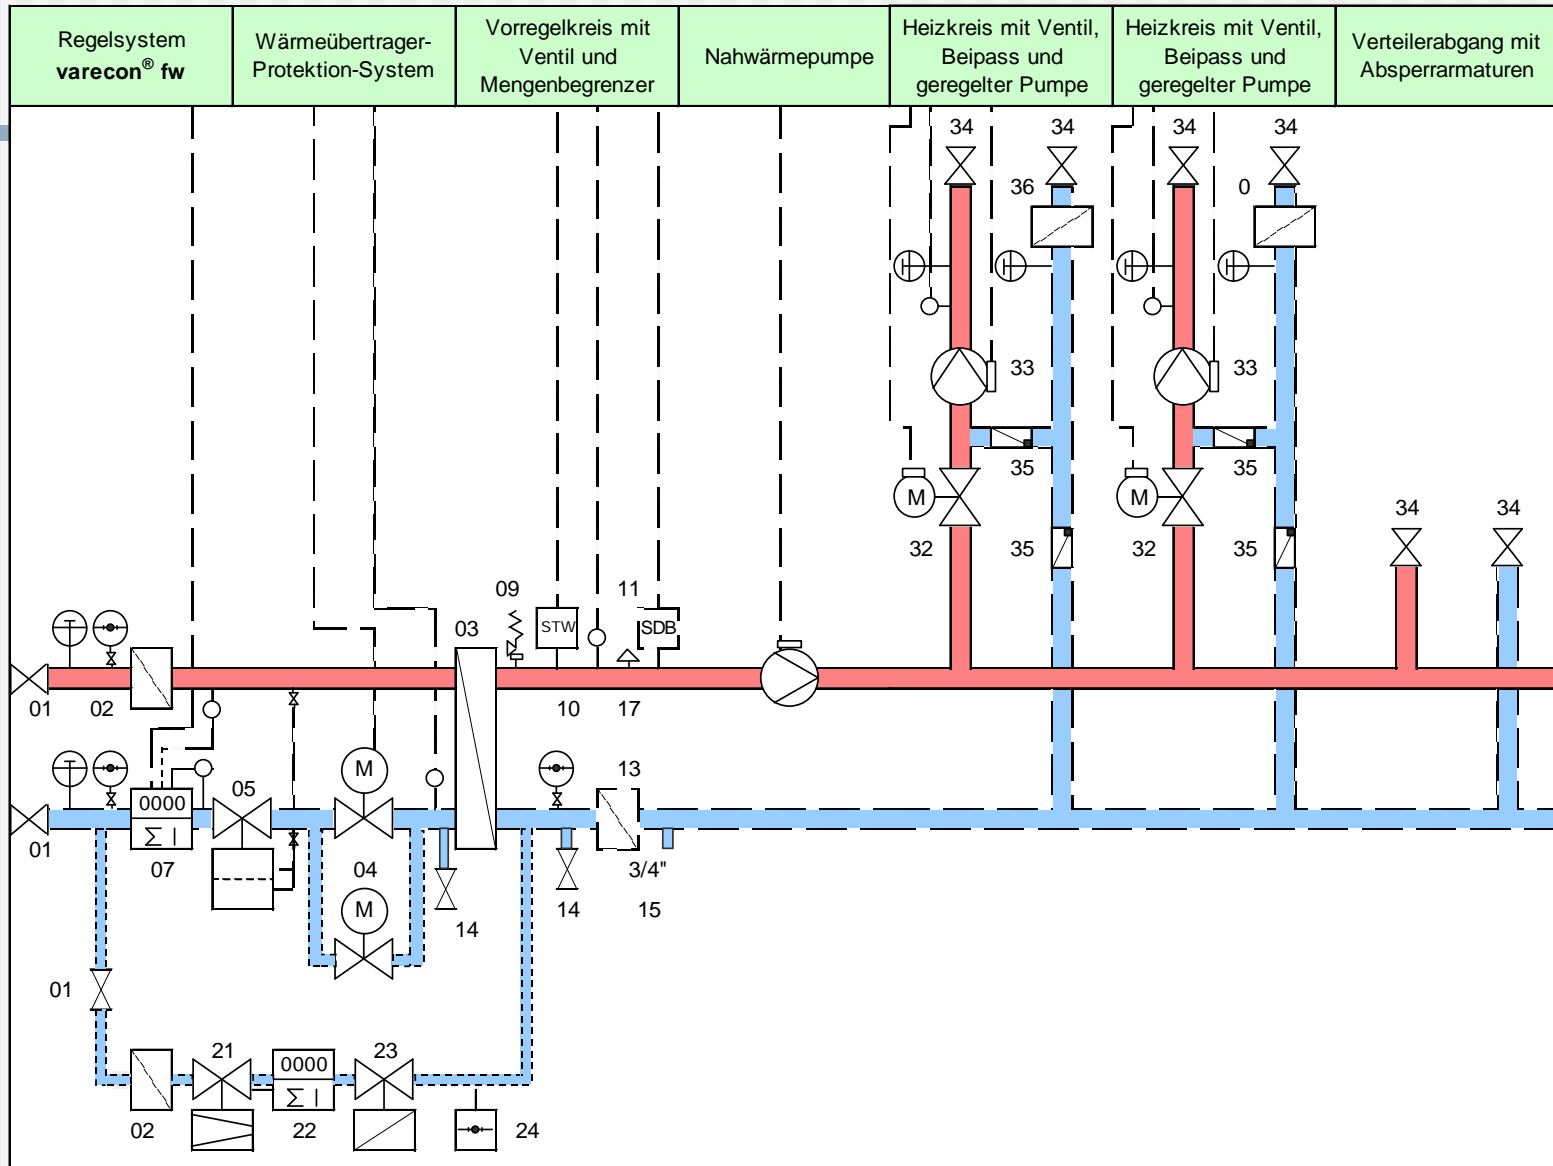 Regelsystem
varecon® fw
Wärmeübertrager-
Protektion-System
Vorregelkreis mit
Ventil und
Mengenbegrenzer
Nahwärmepumpe
Heizkreis mit Ventil,
Beipass und
geregelter Pumpe
Heizkreis mit Ventil,
Beipass und
geregelter Pumpe
Verteilerabgang mit
Absperrarmaturen
34
34
34
34
36
0
33
33
35
35
M
M
34
34
32
35
32
35
09
11
03
STW
SDB
01
02
10
17
M
05
13
0000
Σ I
01
07
04
3/4"
M
14
14
15
01
21
23
0000
Σ I
02
22
24